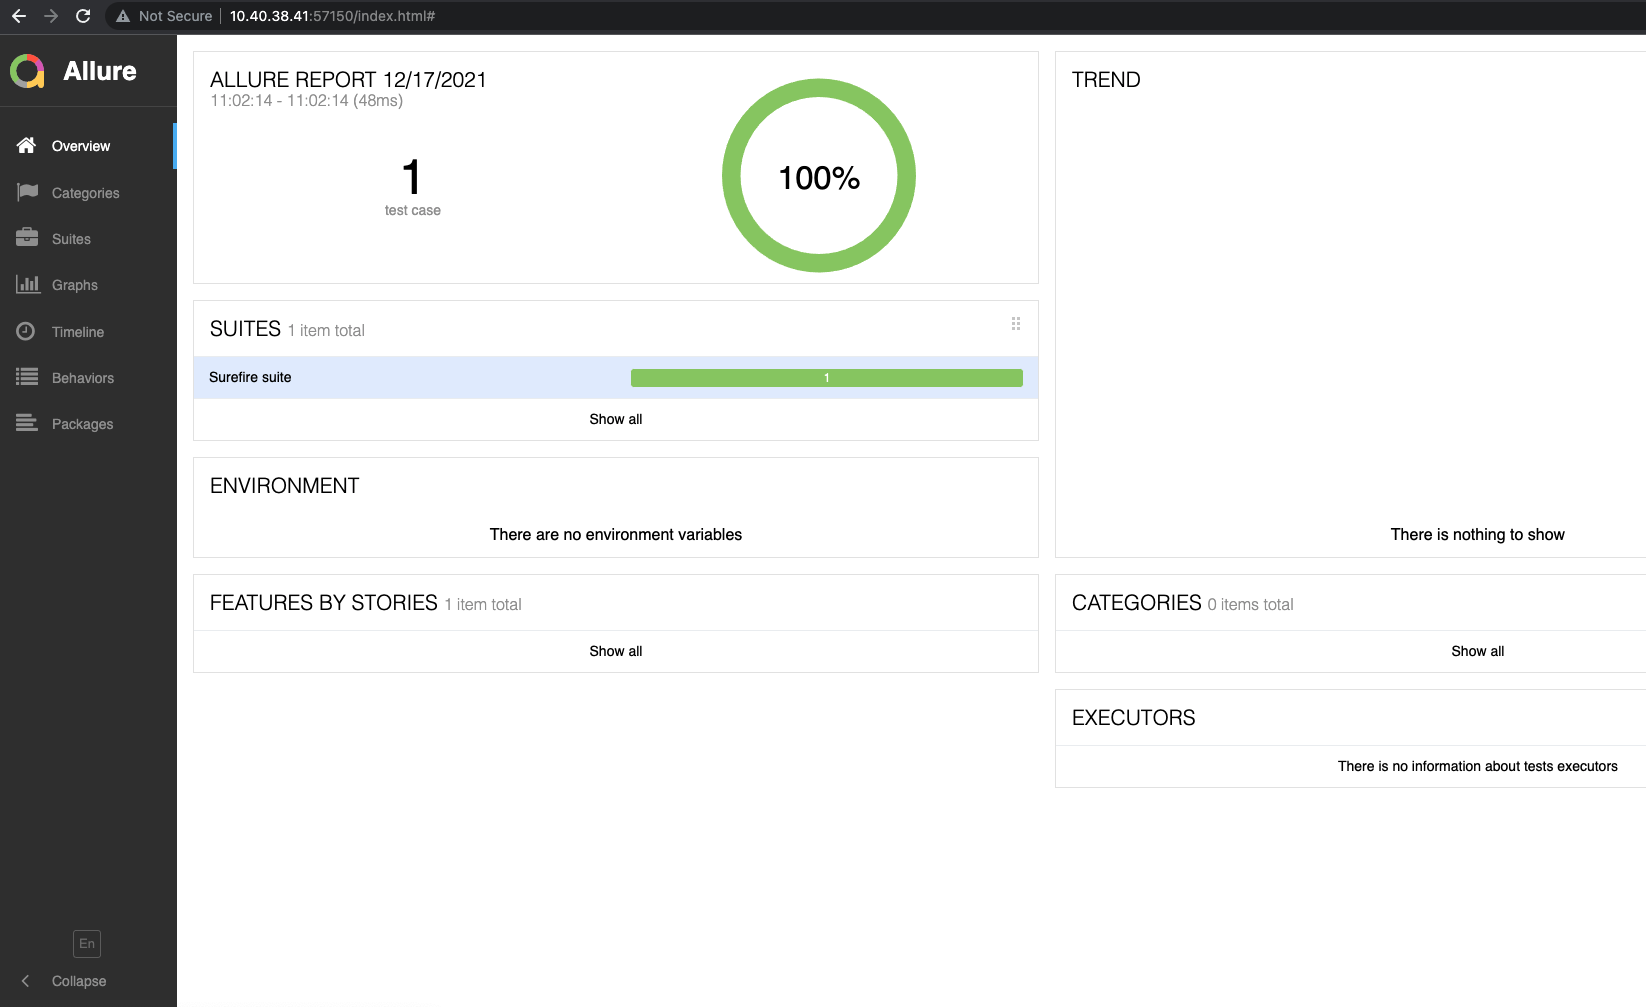 Not Secure
10.40.38.41:57150/index.html#
Allure
Overview
Categories
Suites
Graphs
Timeline
Behaviors
Packages
En
Collapse
ALLURE REPORT 12/17/2021
11:02:14 - 11:02:14 (48ms)
1
test case
100%
SUITES 1 item total
Surefire suite
1
Show all
ENVIRONMENT
There are no environment variables
FEATURES BY STORIES 1 item total
Show all
TREND
There is nothing to show
CATEGORIES 0 items total
Show all
EXECUTORS
There is no information about tests executors